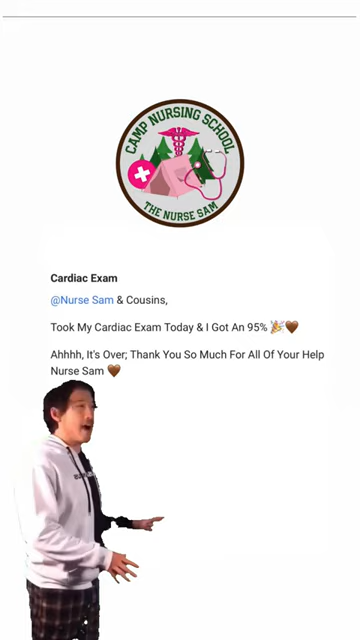 CAMP NURSING SCHOOL
THE NURSE SAM
Cardiac Exam
@Nurse Sam & Cousins,
Took My Cardiac Exam Today & I Got An 95% 🎉🤎
Ahhhh, It's Over; Thank You So Much For All Of Your Help
Nurse Sam 🤎